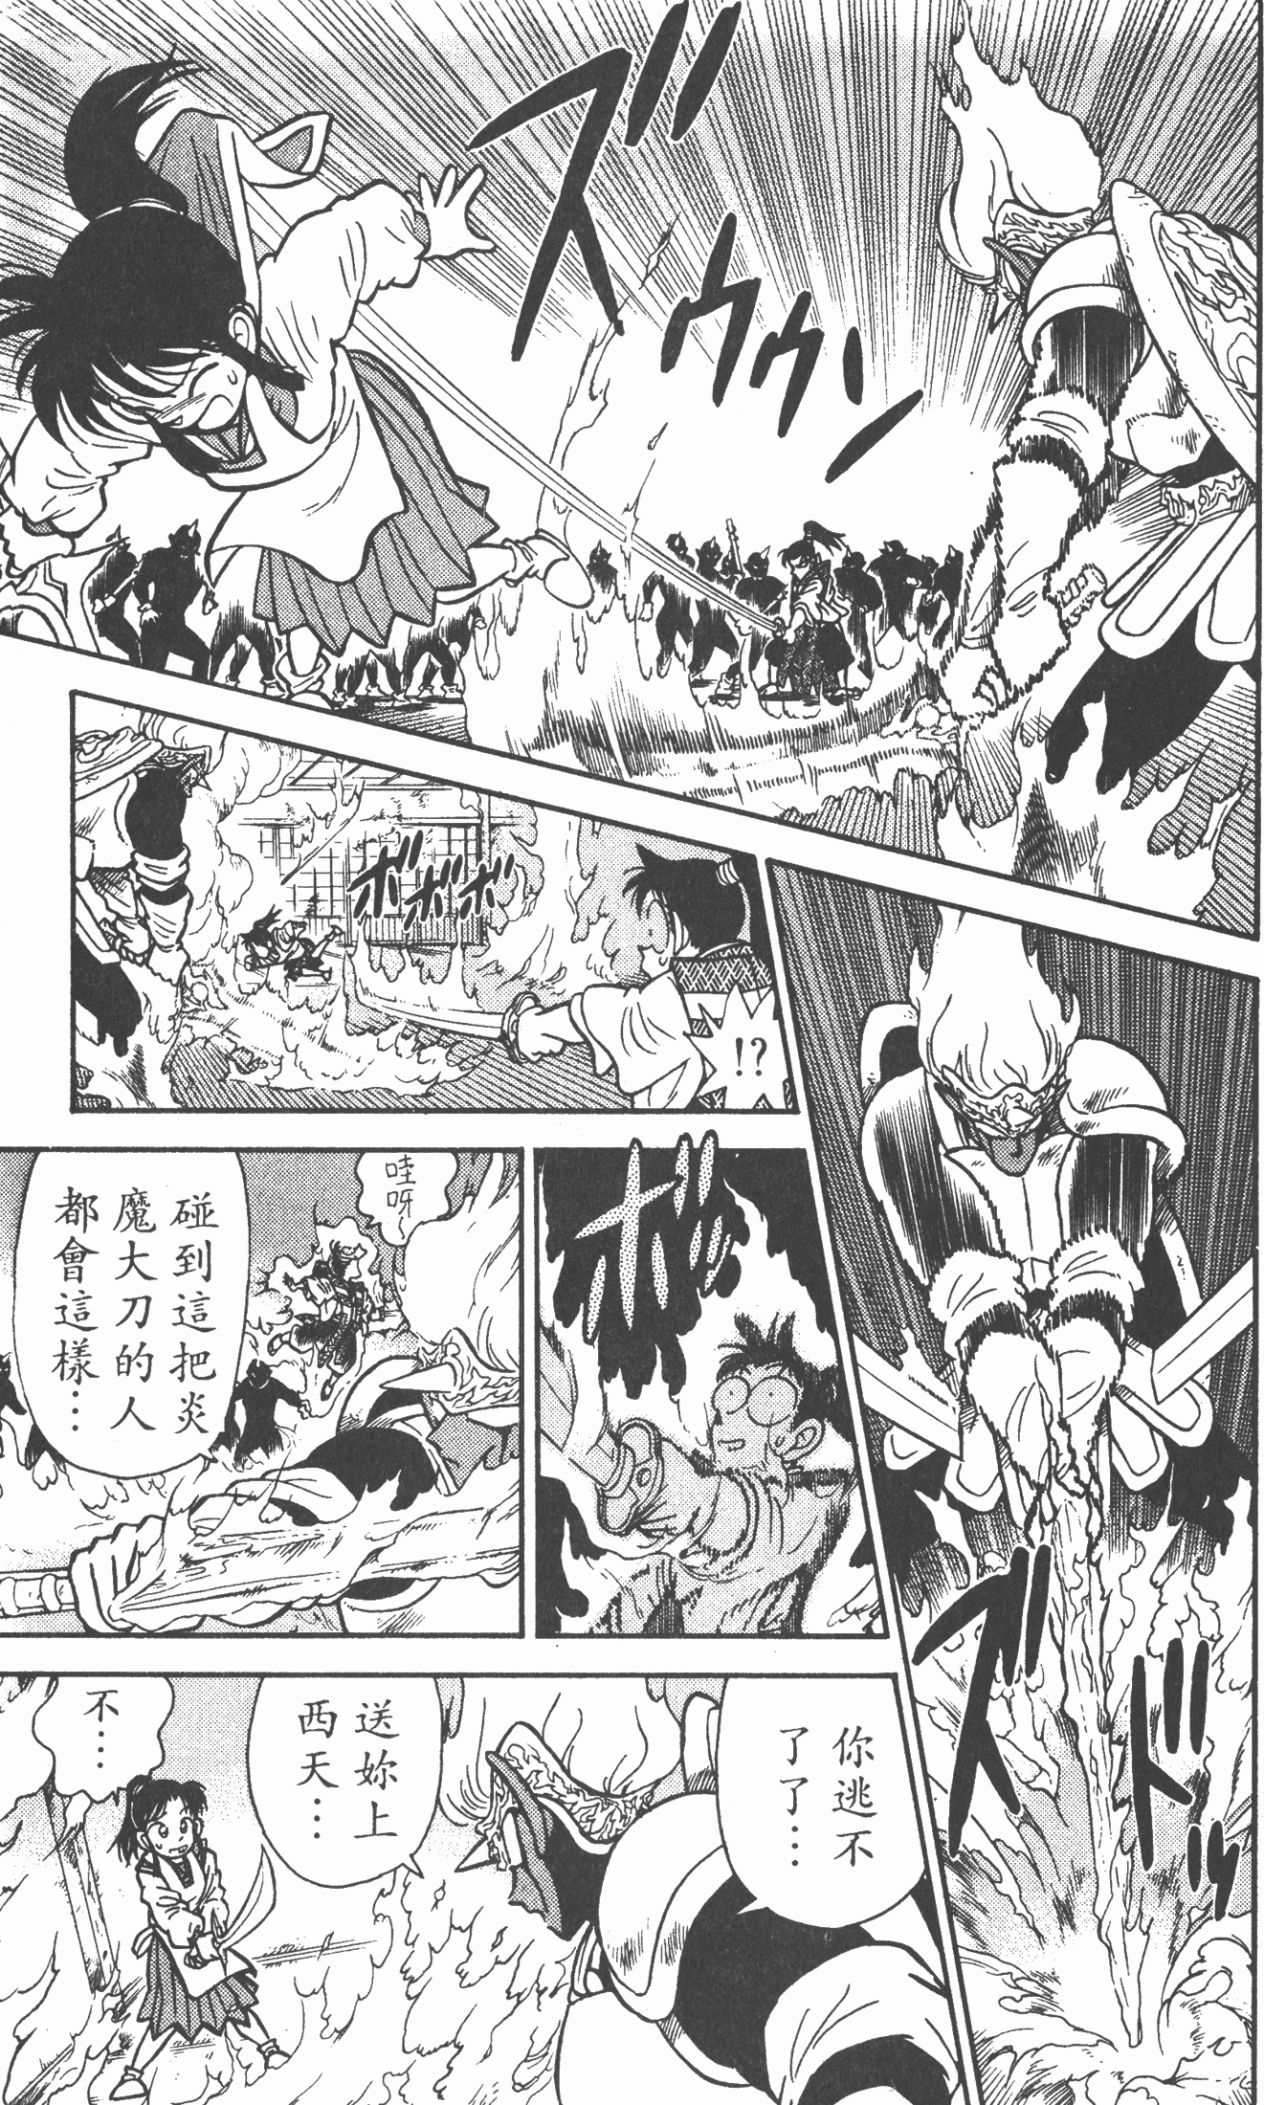 ズウウン
ズドッ
!?
ボボボ
ボッ
哇呀~
碰到這把炎
魔大刀的人
都會這樣…
你逃不
了了…
送妳上
西天…
不…